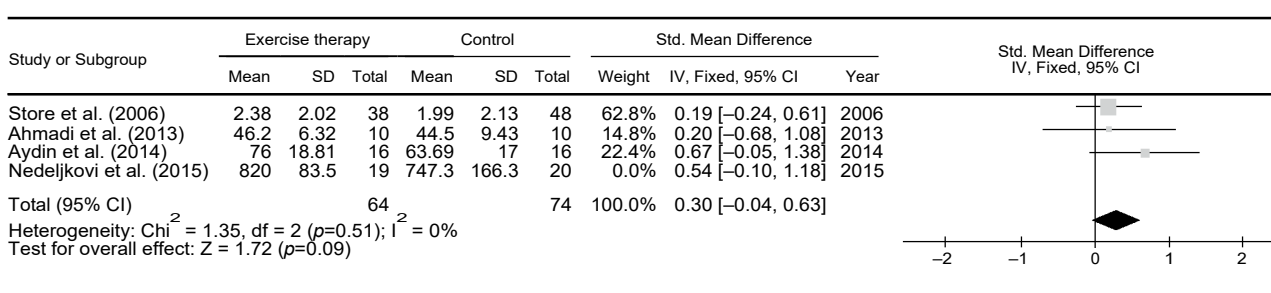 Exercise therapy Control Std. Mean Difference Std. Mean Difference
Study or Subgroup IV, Fixed, 95% CI
Mean SD Total Mean SD Total Weight IV, Fixed, 95% CI Year
Store et al. (2006) 2.38 2.02 38 1.99 2.13 48 62.8% 0.19 [–0.24, 0.61] 2006
Ahmadi et al. (2013) 46.2 6.32 10 44.5 9.43 10 14.8% 0.20 [–0.68, 1.08] 2013
Aydin et al. (2014) 76 18.81 16 63.69 17 16 22.4% 0.67 [–0.05, 1.38] 2014
Nedeljkovi et al. (2015) 820 83.5 19 747.3 166.3 20 0.0% 0.54 [–0.10, 1.18] 2015
Total (95% CI) 64 74 100.0% 0.30 [–0.04, 0.63]
Heterogeneity: Chi² = 1.35, df = 2 (p=0.51); I² = 0%
Test for overall effect: Z = 1.72 (p=0.09)
–2 –1 0 1 2